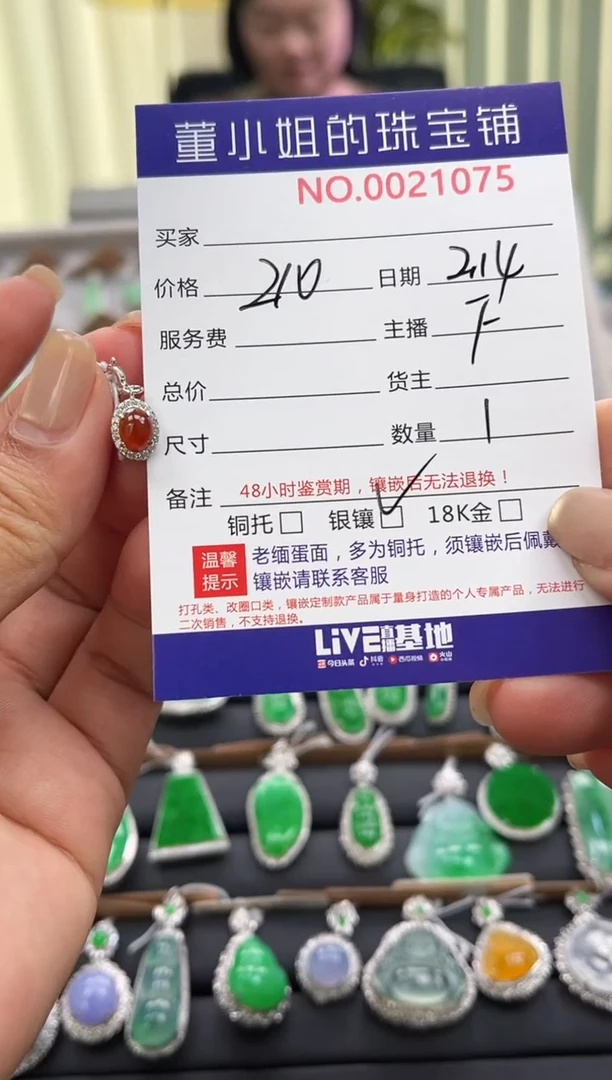 董小姐的珠宝铺
NO.0021075
买家
价格 210 日期 2.14
服务费 主播
总价 货主
尺寸 数量 1
备注 48小时鉴赏期，镶嵌后无法退换！
铜托□ 银镶☑ 18K金□
温馨提示 老缅蛋面，多为铜托，须镶嵌后佩戴
镶嵌请联系客服
打孔类、改圈口类，镶嵌定制款产品属于量身打造的个人专属产品，无法进行
二次销售，不支持退换。
LIVE直播基地
今日头条 抖音 西瓜视频 火山